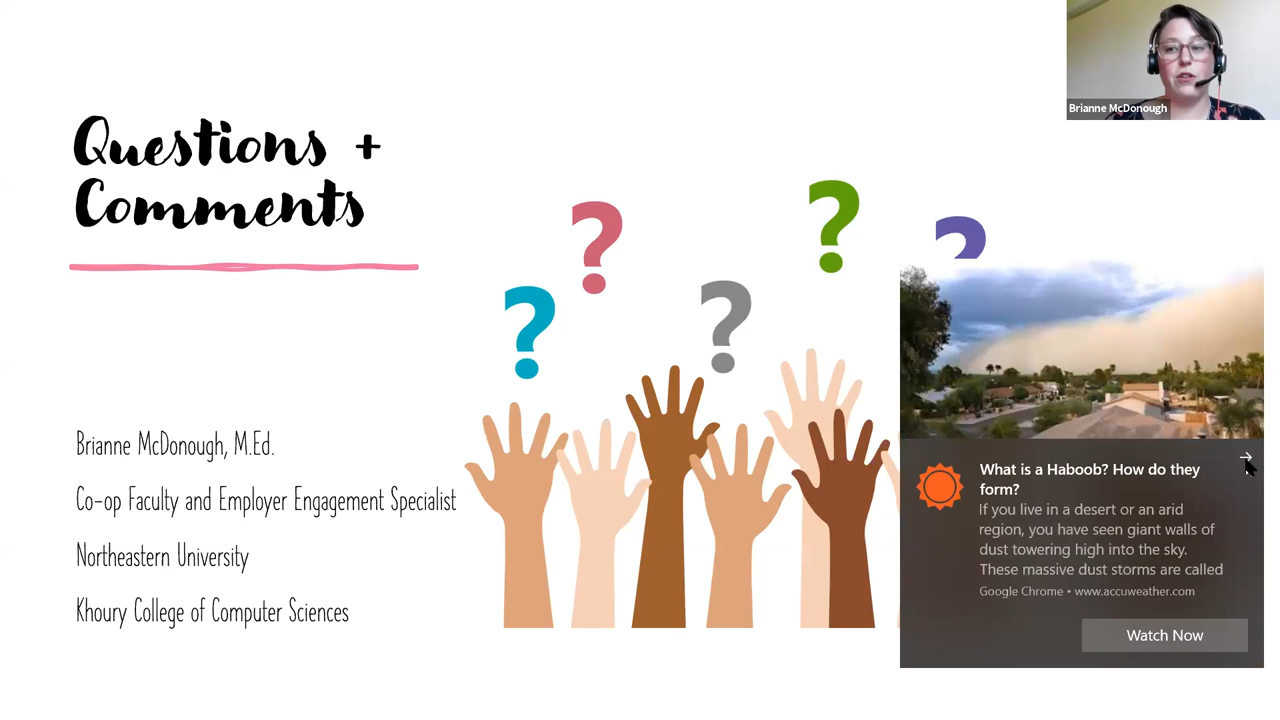 Questions +
Comments
Brianne McDonough, M.Ed.
Co-op Faculty and Employer Engagement Specialist
Northeastern University
Khoury College of Computer Sciences
? ? ? ? ?
Brianne McDonough
What is a Haboob? How do they
form?
If you live in a desert or an arid
region, you have seen giant walls of
dust towering high into the sky.
These massive dust storms are called
Google Chrome • www.accuweather.com
Watch Now